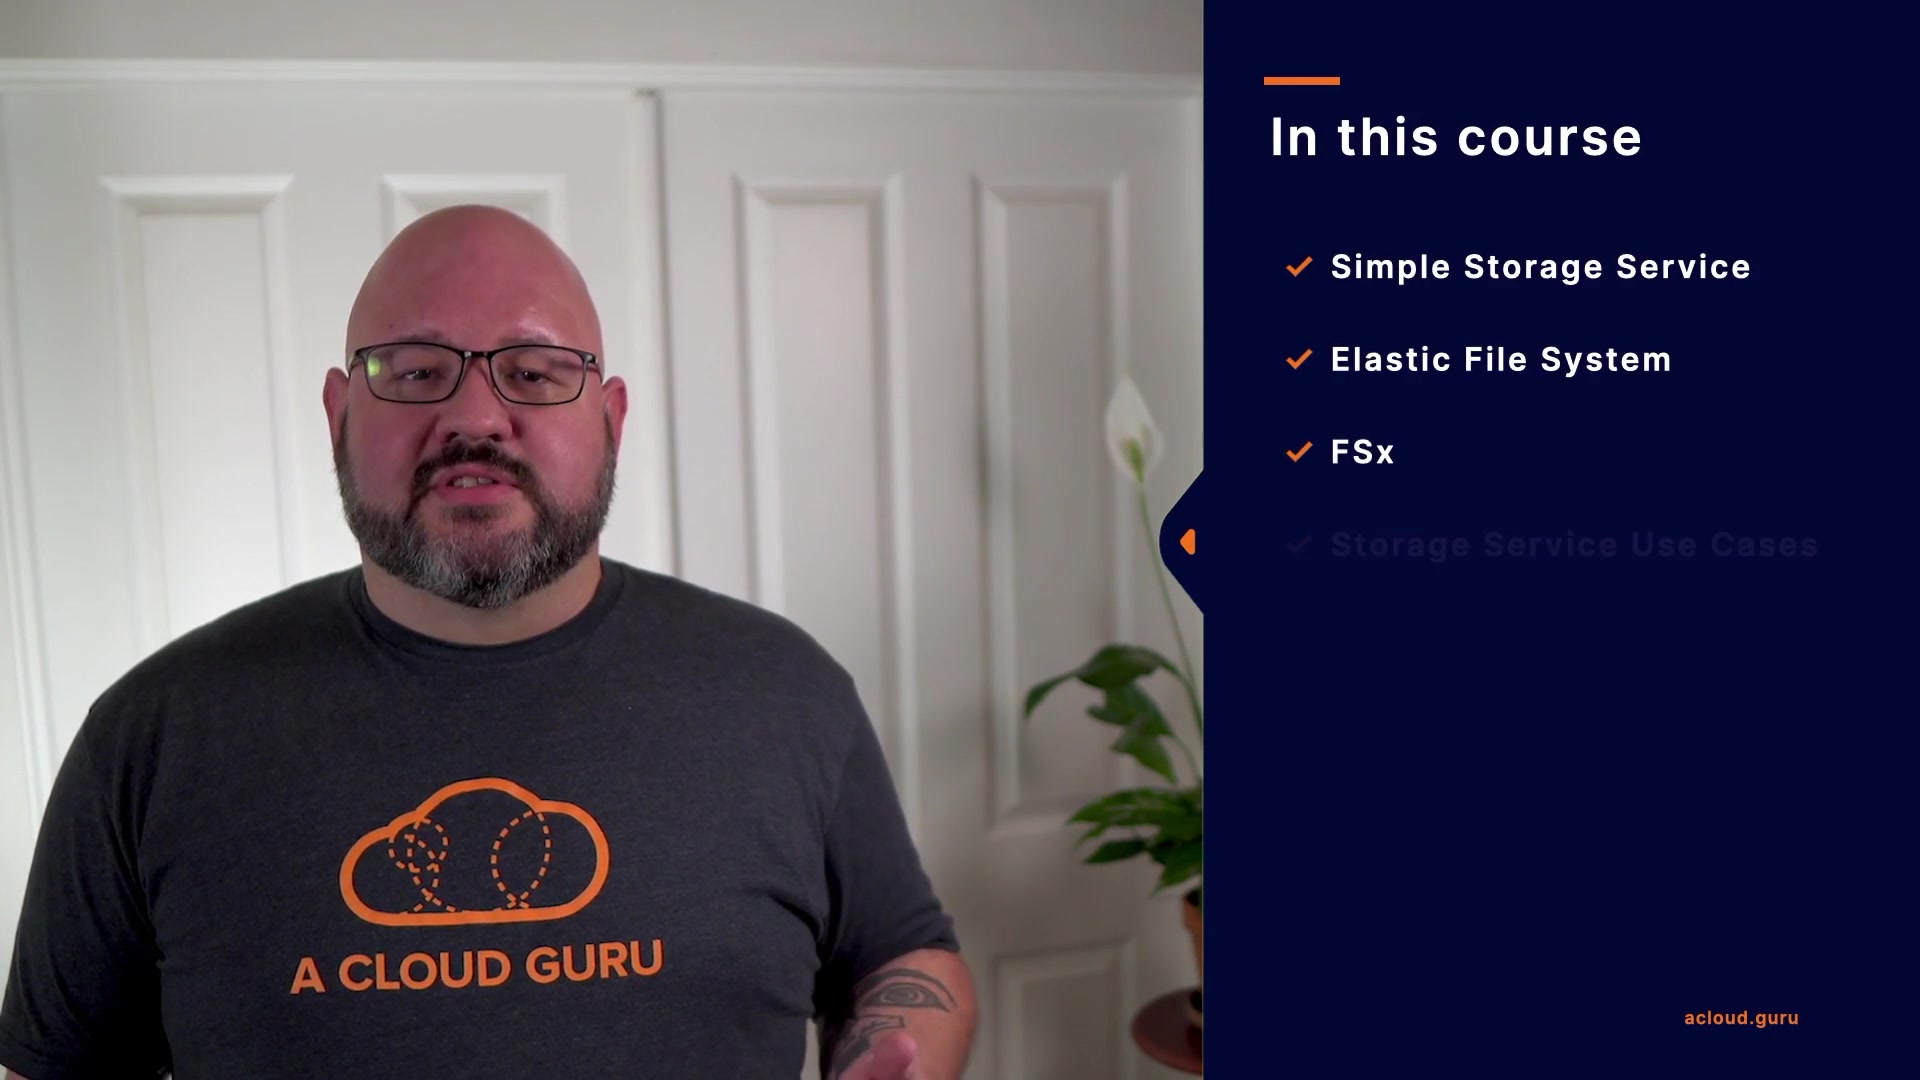 In this course
Simple Storage Service
Elastic File System
FSx
Storage Service Use Cases
A CLOUD GURU
acloud.guru